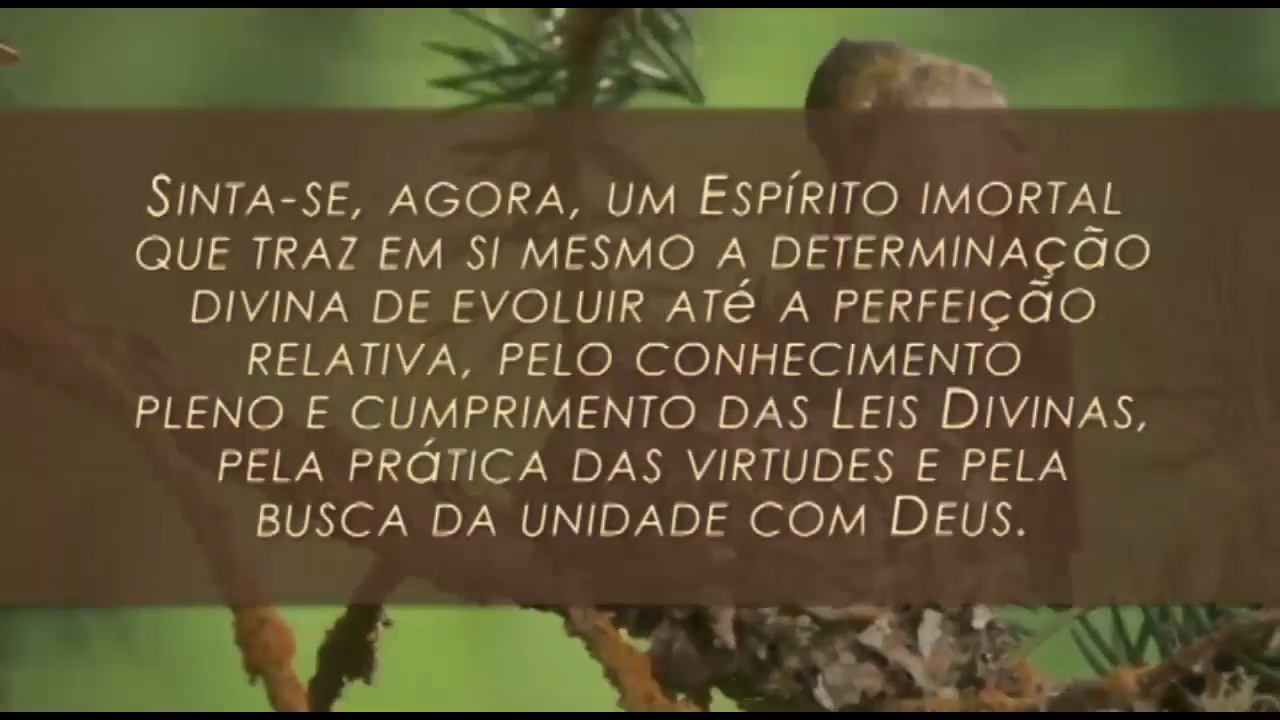 Sinta-se, agora, um Espírito imortal
que traz em si mesmo a determinação
divina de evoluir até a perfeição
relativa, pelo conhecimento
pleno e cumprimento das Leis Divinas,
pela prática das virtudes e pela
busca da unidade com Deus.